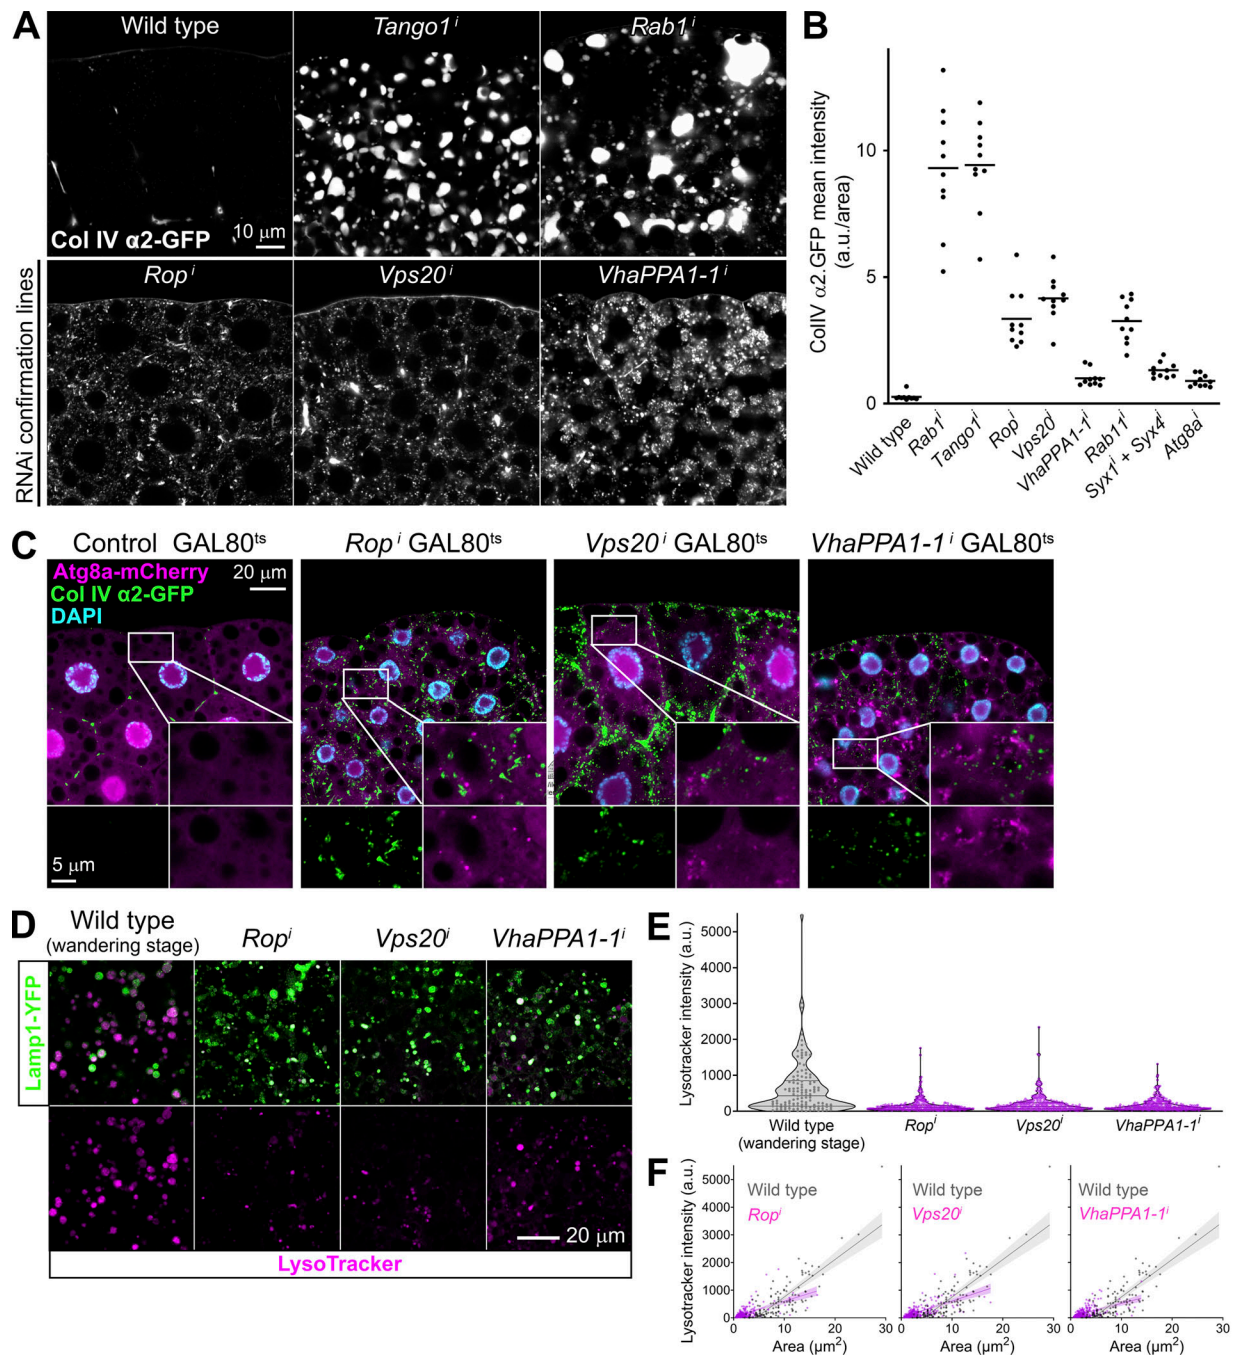 A
Wild type
Tango1 i
Rab1 i
Col IV α2-GFP
10 μm
RNAi confirmation lines
Rop i
Vps20 i
VhaPPA1-1 i
B
ColIV α2.GFP mean intensity
(a.u./area)
10
5
0
Wild type
Rab1i
Tango1i
Ropi
Vps20i
VhaPPA1-1i
Rab11i
Syx1i + Syx4i
Atg8ai
C
Control GAL80ts
Rop i GAL80ts
Vps20 i GAL80ts
VhaPPA1-1 i GAL80ts
Atg8a-mCherry
20 μm
Col IV α2-GFP
DAPI
5 μm
D
Wild type
(wandering stage)
Ropi
Vps20i
VhaPPA1-1i
Lamp1-YFP
20 μm
LysoTracker
E
Lysotracker intensity (a.u.)
5000
4000
3000
2000
1000
0
Wild type
(wandering stage)
Ropi
Vps20i
VhaPPA1-1i
F
Lysotracker intensity (a.u.)
5000
4000
3000
2000
1000
0
Wild type
Ropi
Wild type
Vps20i
Wild type
VhaPPA1-1i
0 10 20 30
0 10 20 30
0 10 20 30
Area (μm2)
Area (μm2)
Area (μm2)